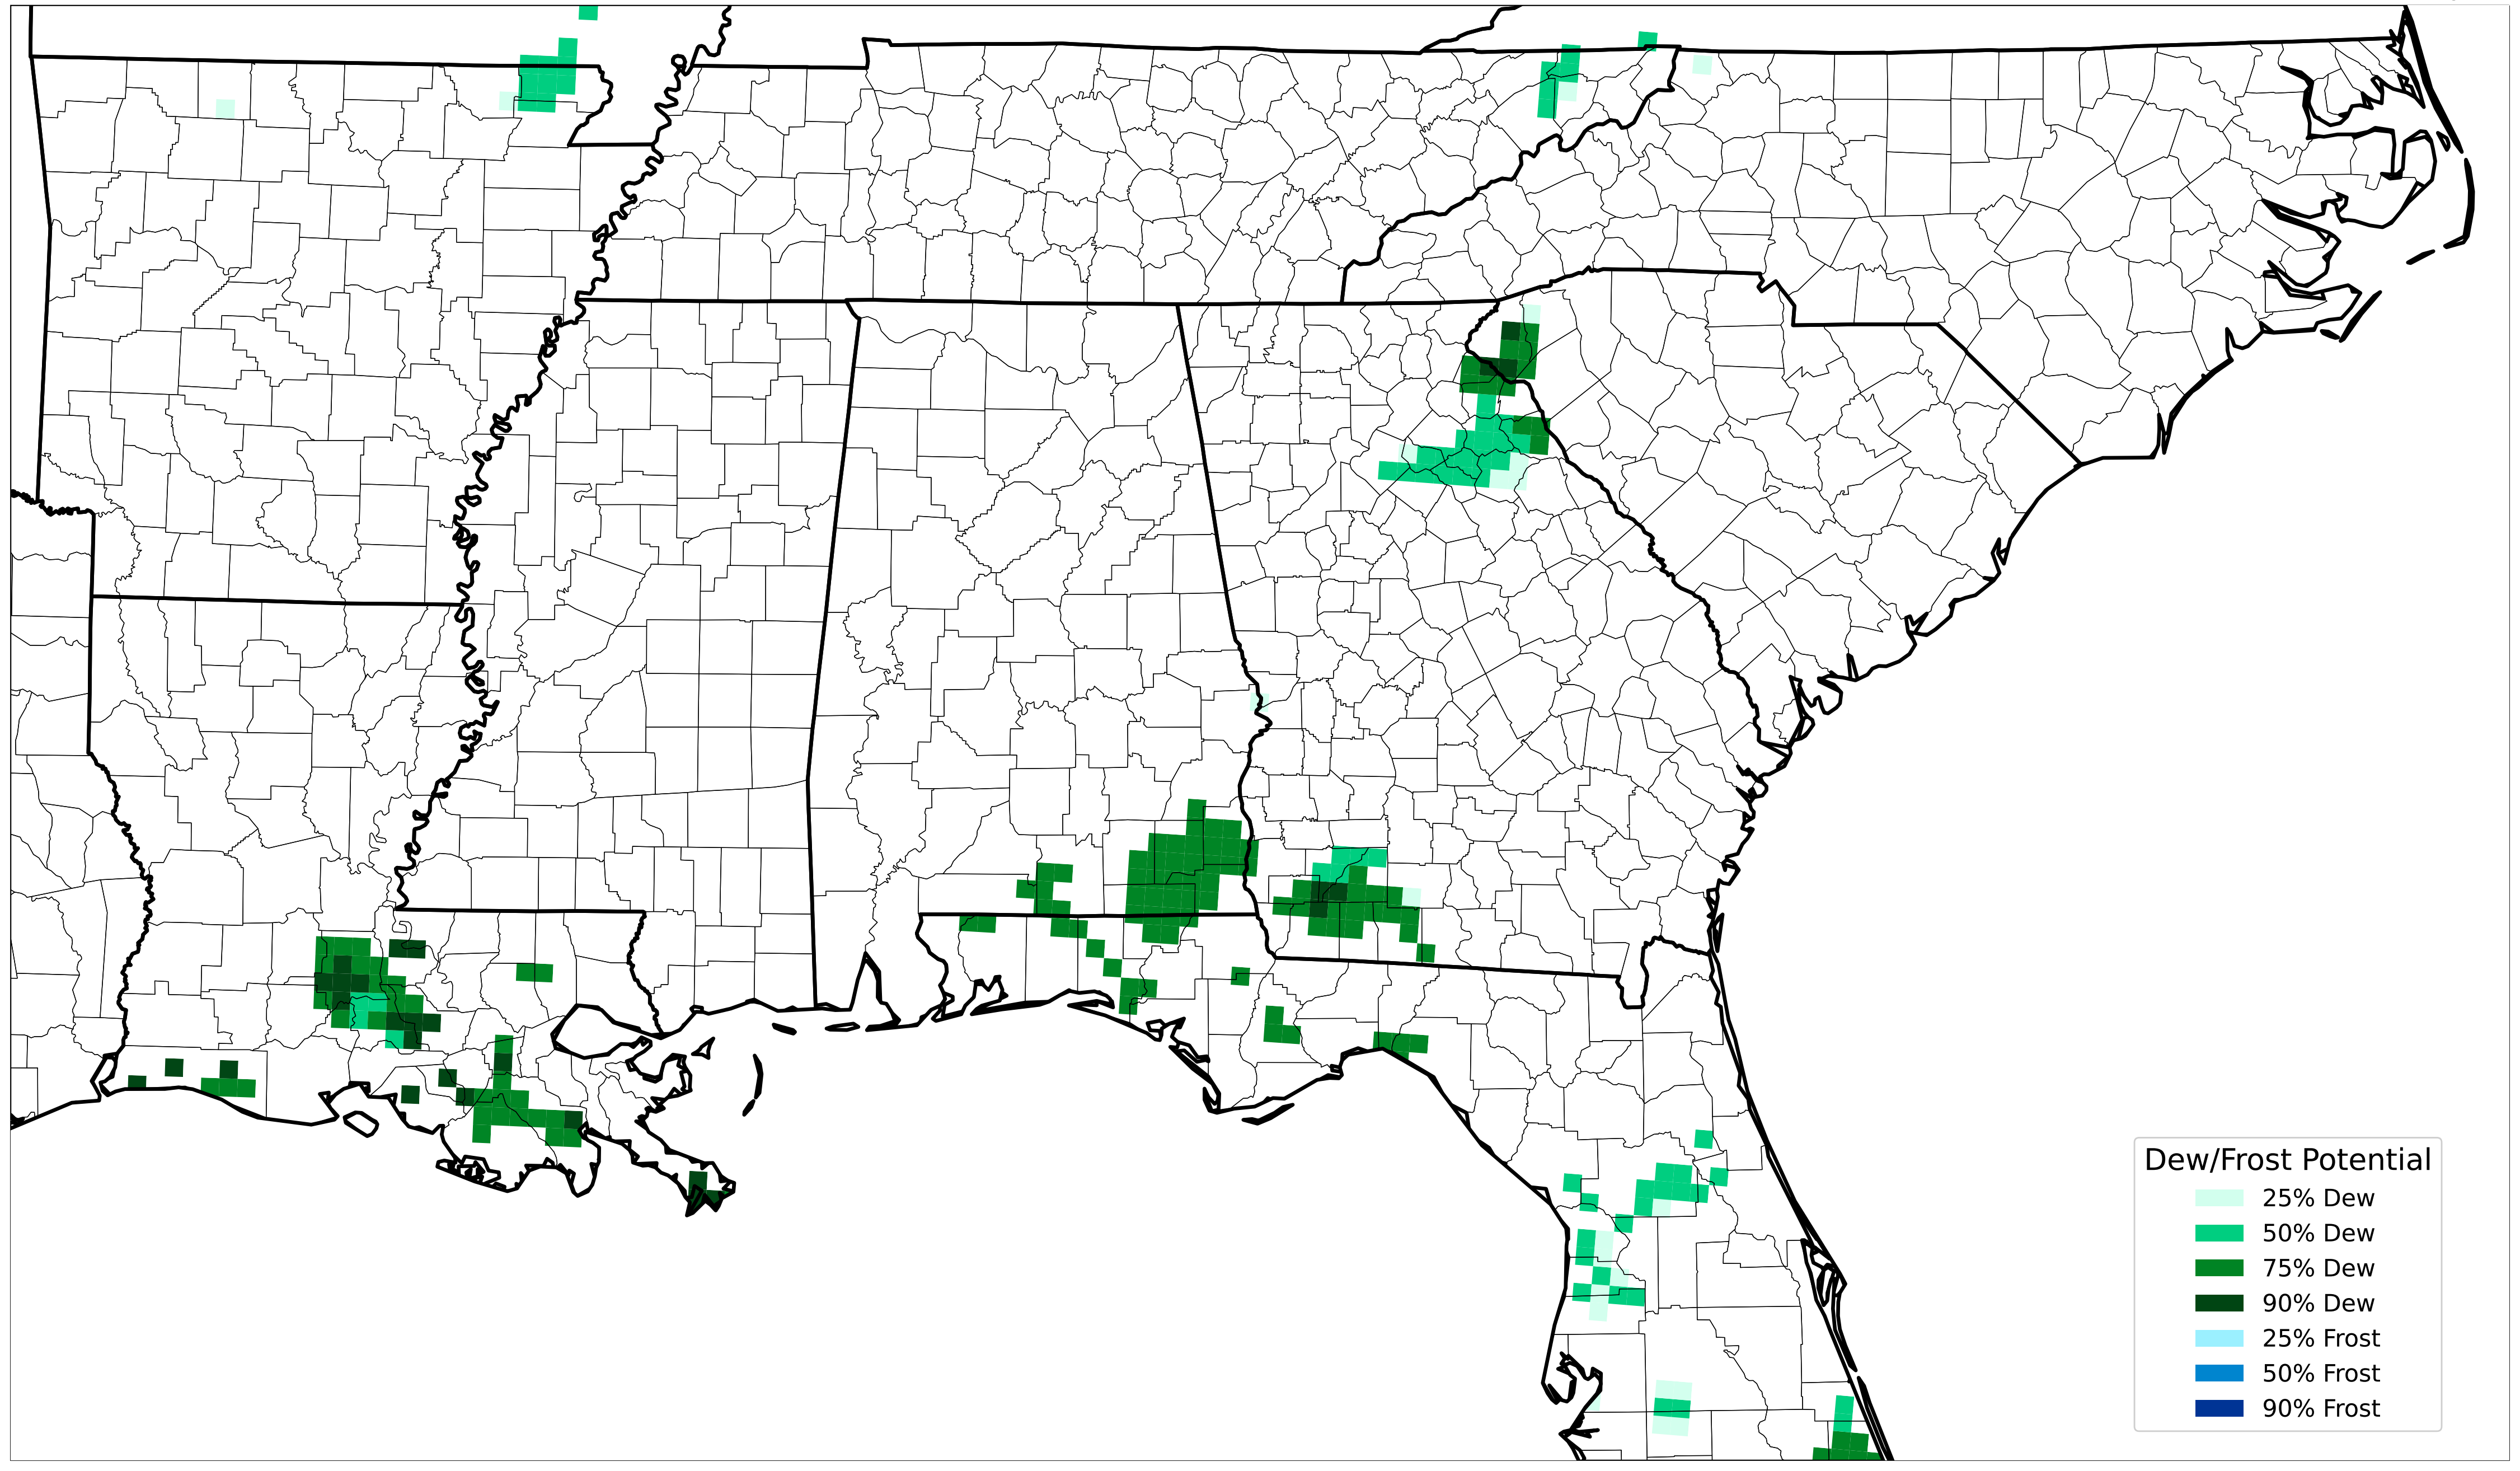 Dew/Frost Potential
25% Dew
50% Dew
75% Dew
90% Dew
25% Frost
50% Frost
90% Frost